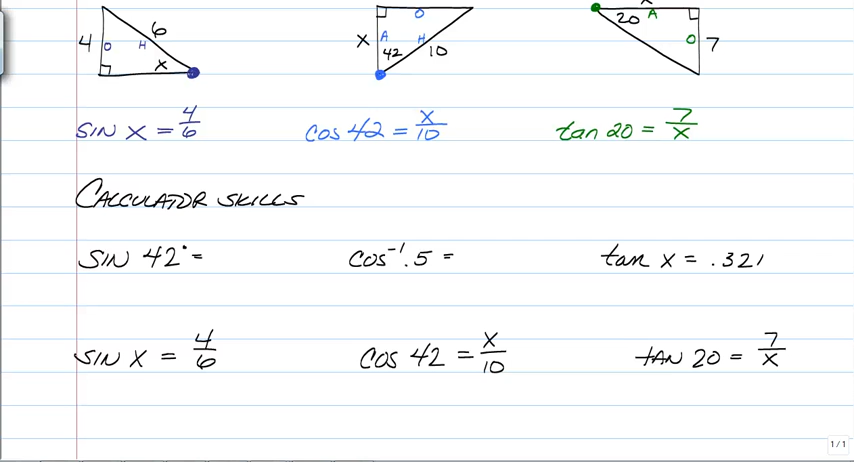 x
4 O H 6 x
O x A 42 H 10
20 A O 7
sin x = 4/6 cos 42 = x/10 tan 20 = 7/x
CALCULATOR SKILLS
sin 42° = cos⁻¹ .5 = tan x = .321
sin x = 4/6 cos 42 = x/10 tan 20 = 7/x
1 / 1